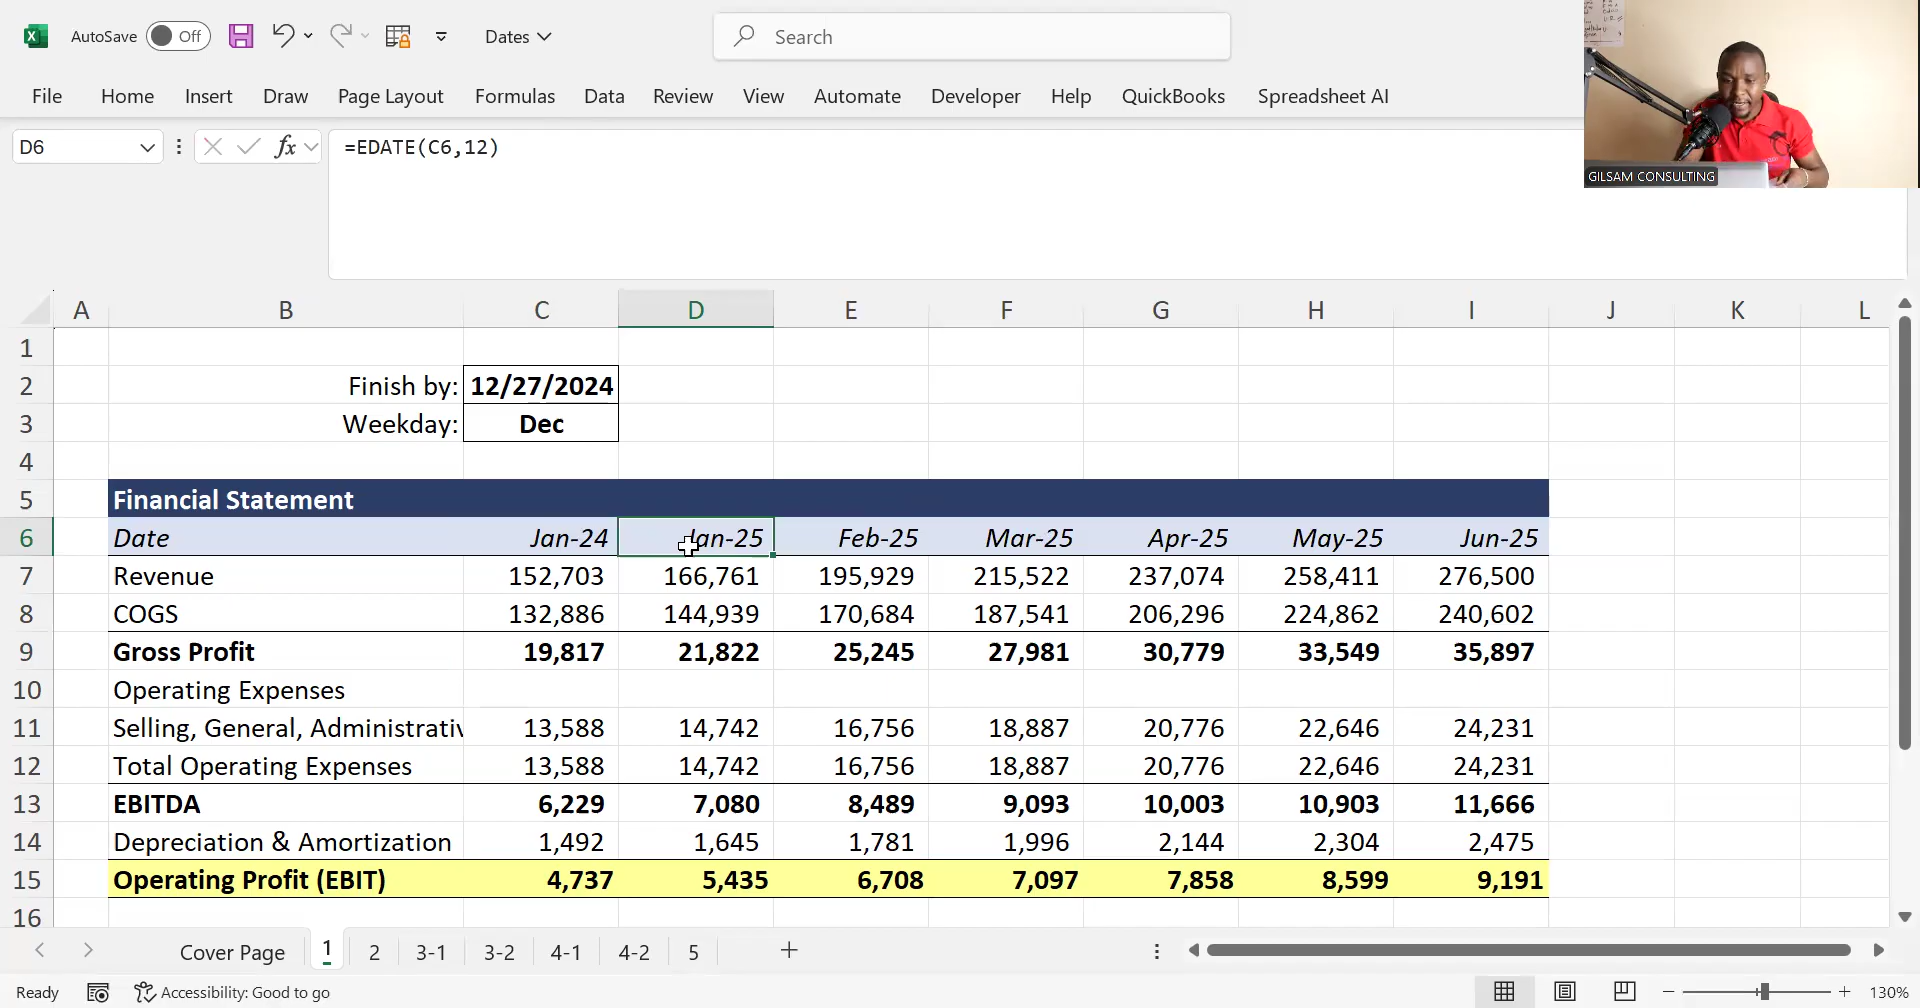 AutoSave Off Dates Search
File Home Insert Draw Page Layout Formulas Data Review View Automate Developer Help QuickBooks Spreadsheet AI
GILSAM CONSULTING
D6 fx =EDATE(C6,12)
A B C D E F G H I J K L
1
2 Finish by: 12/27/2024
3 Weekday: Dec
4
5 Financial Statement
6 Date Jan-24 Jan-25 Feb-25 Mar-25 Apr-25 May-25 Jun-25
7 Revenue 152,703 166,761 195,929 215,522 237,074 258,411 276,500
8 COGS 132,886 144,939 170,684 187,541 206,296 224,862 240,602
9 Gross Profit 19,817 21,822 25,245 27,981 30,779 33,549 35,897
10 Operating Expenses
11 Selling, General, Administrativ 13,588 14,742 16,756 18,887 20,776 22,646 24,231
12 Total Operating Expenses 13,588 14,742 16,756 18,887 20,776 22,646 24,231
13 EBITDA 6,229 7,080 8,489 9,093 10,003 10,903 11,666
14 Depreciation & Amortization 1,492 1,645 1,781 1,996 2,144 2,304 2,475
15 Operating Profit (EBIT) 4,737 5,435 6,708 7,097 7,858 8,599 9,191
16
Cover Page 1 2 3-1 3-2 4-1 4-2 5
Ready Accessibility: Good to go 130%